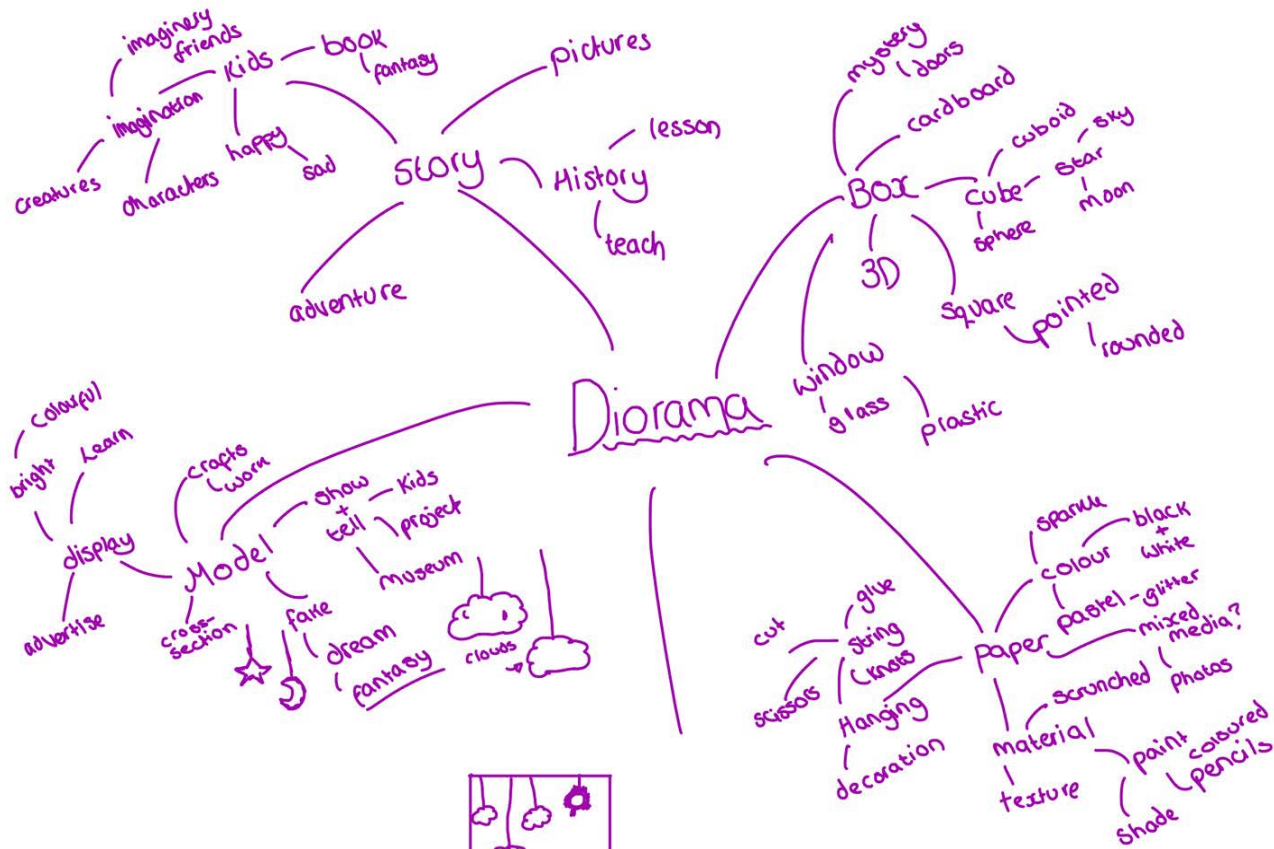 imaginery
friends
Kids
book
fantasy
imagination
happy
sad
creatures
characters
pictures
Story
lesson
History
teach
adventure
mystery
doors
cardboard
Box
cuboid
sky
star
cube
moon
sphere
3D
square
pointed
rounded
window
glass
plastic
Diorama
colourful
Learn
bright
display
advertise
crafts
work
show
+
tell
Kids
project
museum
Model
cross-
section
fake
dream
fantasy
clouds
sparkle
black
+
white
colour
pastel - glitter
mixed
media?
photos
Paper
glue
cut
string
knots
scissors
Hanging
decoration
scrunched
material
texture
paint
coloured
pencils
shade